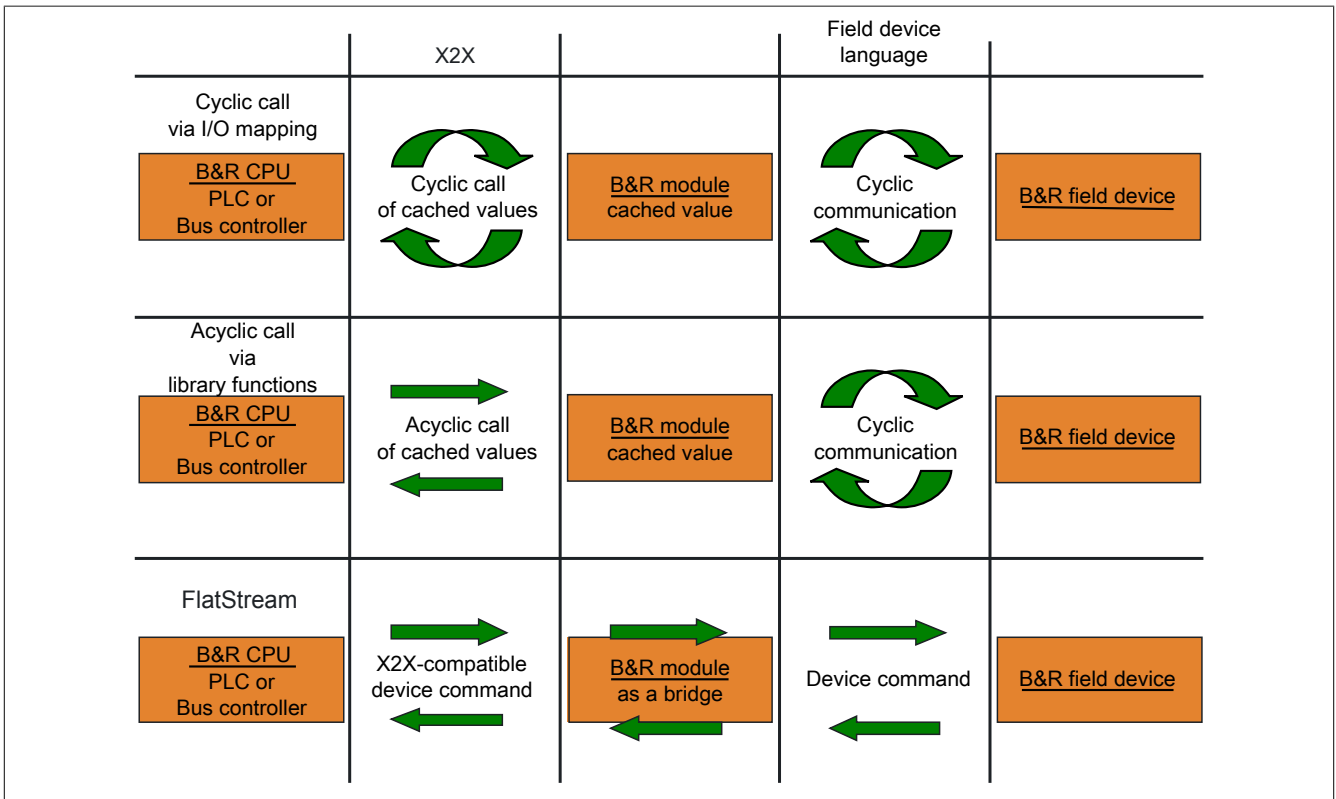 X2X
Field device
language
Cyclic call
via I/O mapping
B&R CPU
PLC or
Bus controller
Cyclic call
of cached values
B&R module
cached value
Cyclic
communication
B&R field device
Acyclic call
via
library functions
B&R CPU
PLC or
Bus controller
Acyclic call
of cached values
B&R module
cached value
Cyclic
communication
B&R field device
FlatStream
B&R CPU
PLC or
Bus controller
X2X-compatible
device command
B&R module
as a bridge
Device command
B&R field device